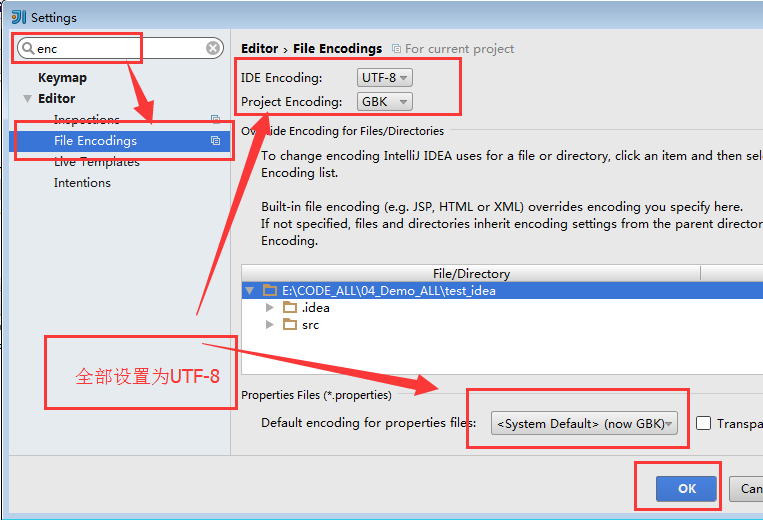 Settings
enc
Keymap
Editor
Inspections
File Encodings
Live Templates
Intentions
Editor › File Encodings For current project
IDE Encoding: UTF-8
Project Encoding: GBK
Override Encoding for Files/Directories
To change encoding IntelliJ IDEA uses for a file or directory, click an item and then sel
Encoding list.
Built-in file encoding (e.g. JSP, HTML or XML) overrides encoding you specify here.
If not specified, files and directories inherit encoding settings from the parent director
Encoding.
File/Directory
E:\CODE_ALL\04_Demo_ALL\test_idea
.idea
src
全部设置为UTF-8
Properties Files (*.properties)
Default encoding for properties files: <System Default> (now GBK) Transpa
OK Can